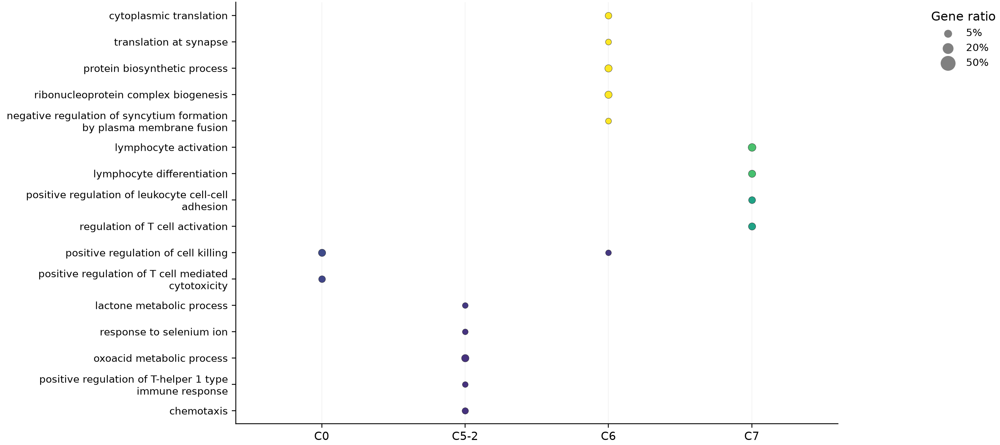 cytoplasmic translation
translation at synapse
protein biosynthetic process
ribonucleoprotein complex biogenesis
negative regulation of syncytium formation
by plasma membrane fusion
lymphocyte activation
lymphocyte differentiation
positive regulation of leukocyte cell-cell
adhesion
regulation of T cell activation
positive regulation of cell killing
positive regulation of T cell mediated
cytotoxicity
lactone metabolic process
response to selenium ion
oxoacid metabolic process
positive regulation of T-helper 1 type
immune response
chemotaxis
C0
C5-2
C6
C7
Gene ratio
5%
20%
50%